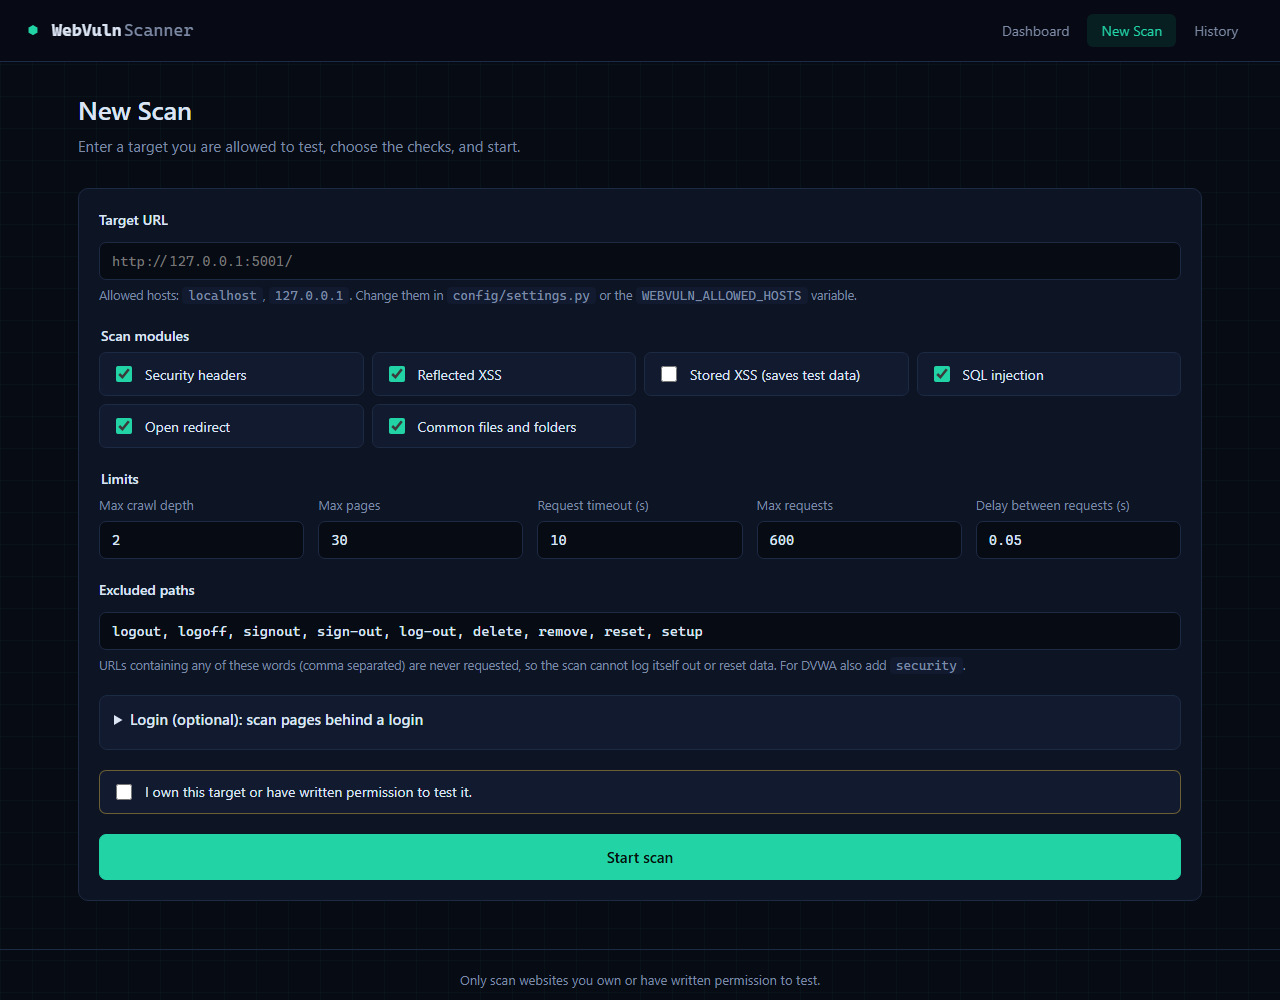 WebVulnScanner
Dashboard
New Scan
History
New Scan
Enter a target you are allowed to test, choose the checks, and start.
Target URL
http://127.0.0.1:5001/
Allowed hosts: localhost, 127.0.0.1. Change them in config/settings.py or the WEBVULN_ALLOWED_HOSTS variable.
Scan modules
Security headers
Reflected XSS
Stored XSS (saves test data)
SQL injection
Open redirect
Common files and folders
Limits
Max crawl depth
Max pages
Request timeout (s)
Max requests
Delay between requests (s)
2
30
10
600
0.05
Excluded paths
logout, logoff, signout, sign-out, log-out, delete, remove, reset, setup
URLs containing any of these words (comma separated) are never requested, so the scan cannot log itself out or reset data. For DVWA also add security.
Login (optional): scan pages behind a login
I own this target or have written permission to test it.
Start scan
Only scan websites you own or have written permission to test.